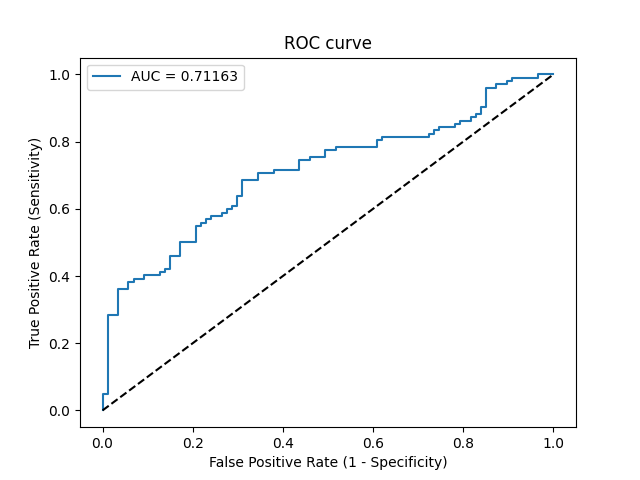 ROC curve
AUC = 0.71163
True Positive Rate (Sensitivity)
1.0
0.8
0.6
0.4
0.2
0.0
0.0 0.2 0.4 0.6 0.8 1.0
False Positive Rate (1 - Specificity)